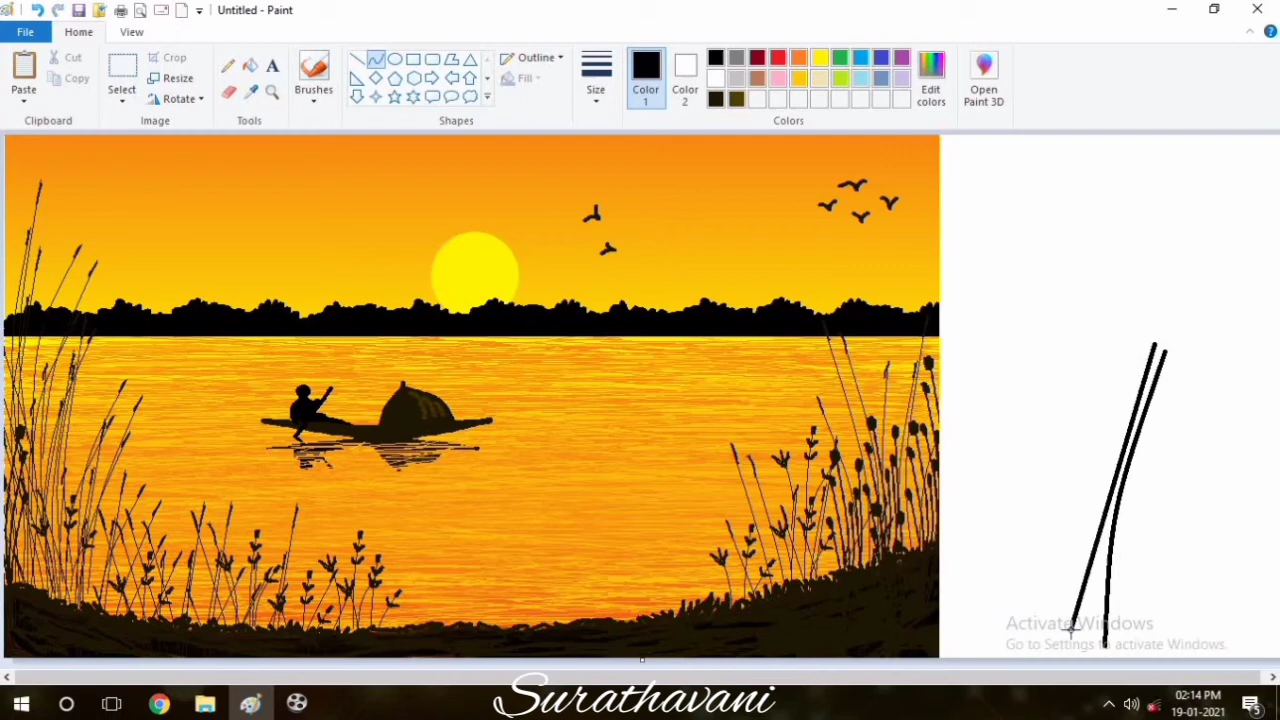 Untitled - Paint
File
Home
View
Paste
Cut
Copy
Clipboard
Select
Crop
Resize
Rotate
Image
Tools
Brushes
Outline
Fill
Shapes
Size
Color 1
Color 2
Edit colors
Open Paint 3D
Colors
Activate Windows
Go to Settings to activate Windows.
Surathavani
02:14 PM
19-01-2021
5